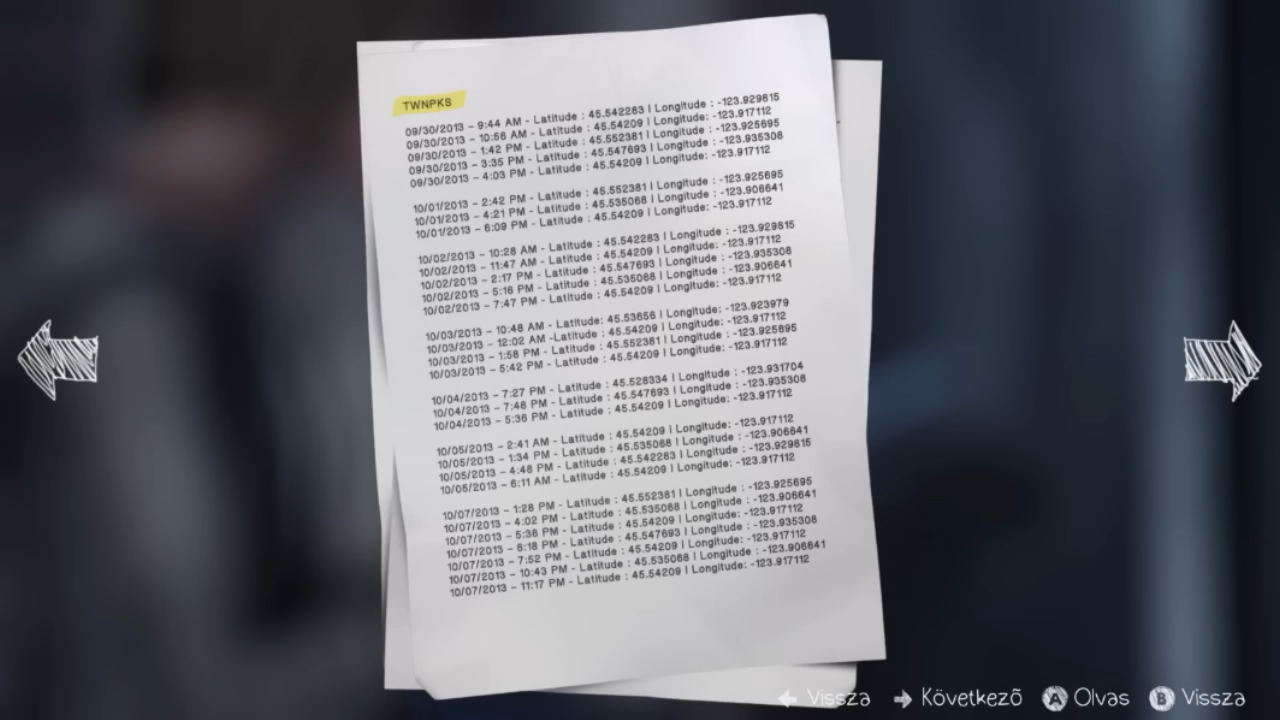 TWNPKS
09/30/2013 - 9:44 AM - Latitude : 45.542283 | Longitude : -123.929815
09/30/2013 - 10:56 AM - Latitude : 45.54209 | Longitude: -123.917112
09/30/2013 - 1:42 PM - Latitude : 45.552381 | Longitude : -123.925695
09/30/2013 - 3:35 PM - Latitude : 45.547693 | Longitude : -123.935308
09/30/2013 - 4:03 PM - Latitude : 45.54209 | Longitude: -123.917112
10/01/2013 - 2:42 PM - Latitude : 45.552381 | Longitude : -123.925695
10/01/2013 - 4:21 PM - Latitude : 45.535068 | Longitude : -123.906641
10/01/2013 - 6:09 PM - Latitude : 45.54209 | Longitude: -123.917112
10/02/2013 - 10:28 AM - Latitude : 45.542283 | Longitude : -123.929815
10/02/2013 - 11:47 AM - Latitude : 45.54209 | Longitude: -123.917112
10/02/2013 - 2:17 PM - Latitude : 45.547693 | Longitude : -123.935308
10/02/2013 - 5:16 PM - Latitude : 45.535068 | Longitude : -123.906641
10/02/2013 - 7:47 PM - Latitude : 45.54209 | Longitude: -123.917112
10/03/2013 - 10:48 AM - Latitude: 45.53656 | Longitude: -123.923979
10/03/2013 - 12:02 AM -Latitude : 45.54209 | Longitude: -123.917112
10/03/2013 - 1:58 PM - Latitude : 45.552381 | Longitude : -123.925695
10/03/2013 - 5:42 PM - Latitude : 45.54209 | Longitude: -123.917112
10/04/2013 - 7:27 PM - Latitude : 45.528334 | Longitude : -123.931704
10/04/2013 - 7:48 PM - Latitude : 45.547693 | Longitude : -123.935308
10/04/2013 - 5:36 PM - Latitude : 45.54209 | Longitude: -123.917112
10/05/2013 - 2:41 AM - Latitude : 45.54209 | Longitude: -123.917112
10/05/2013 - 1:34 PM - Latitude : 45.535068 | Longitude : -123.906641
10/05/2013 - 4:48 PM - Latitude : 45.542283 | Longitude : -123.929815
10/05/2013 - 6:11 AM - Latitude : 45.54209 | Longitude: -123.917112
10/07/2013 - 1:28 PM - Latitude : 45.552381 | Longitude : -123.925695
10/07/2013 - 4:02 PM - Latitude : 45.535068 | Longitude : -123.906641
10/07/2013 - 5:36 PM - Latitude : 45.54209 | Longitude: -123.917112
10/07/2013 - 6:18 PM - Latitude : 45.547693 | Longitude : -123.935308
10/07/2013 - 7:52 PM - Latitude : 45.54209 | Longitude: -123.917112
10/07/2013 - 10:43 PM - Latitude : 45.535068 | Longitude : -123.906641
10/07/2013 - 11:17 PM - Latitude : 45.54209 | Longitude: -123.917112
Vissza Következő A Olvas B Vissza